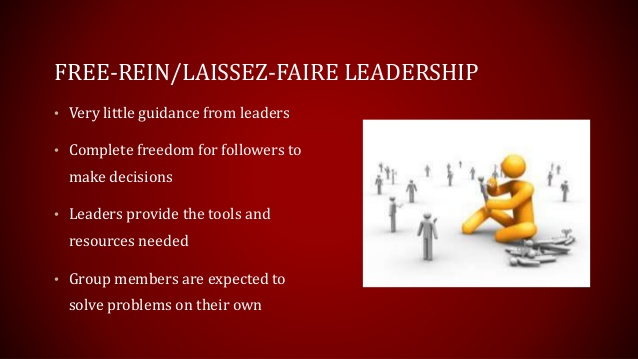 FREE-REIN/LAISSEZ-FAIRE LEADERSHIP
• Very little guidance from leaders
• Complete freedom for followers to
make decisions
• Leaders provide the tools and
resources needed
• Group members are expected to
solve problems on their own